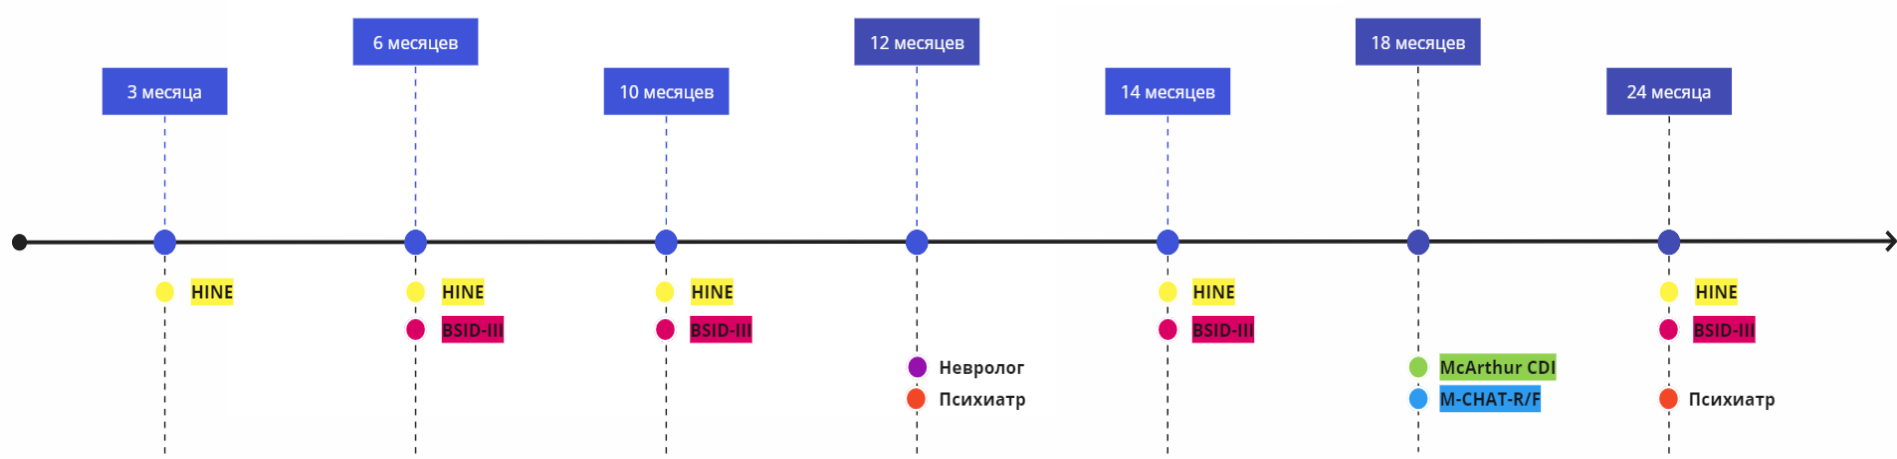 3 месяца
6 месяцев
10 месяцев
12 месяцев
14 месяцев
18 месяцев
24 месяца
HINE
HINE
BSID-III
HINE
BSID-III
Невролог
Психиатр
HINE
BSID-III
McArthur CDI
M-CHAT-R/F
HINE
BSID-III
Психиатр